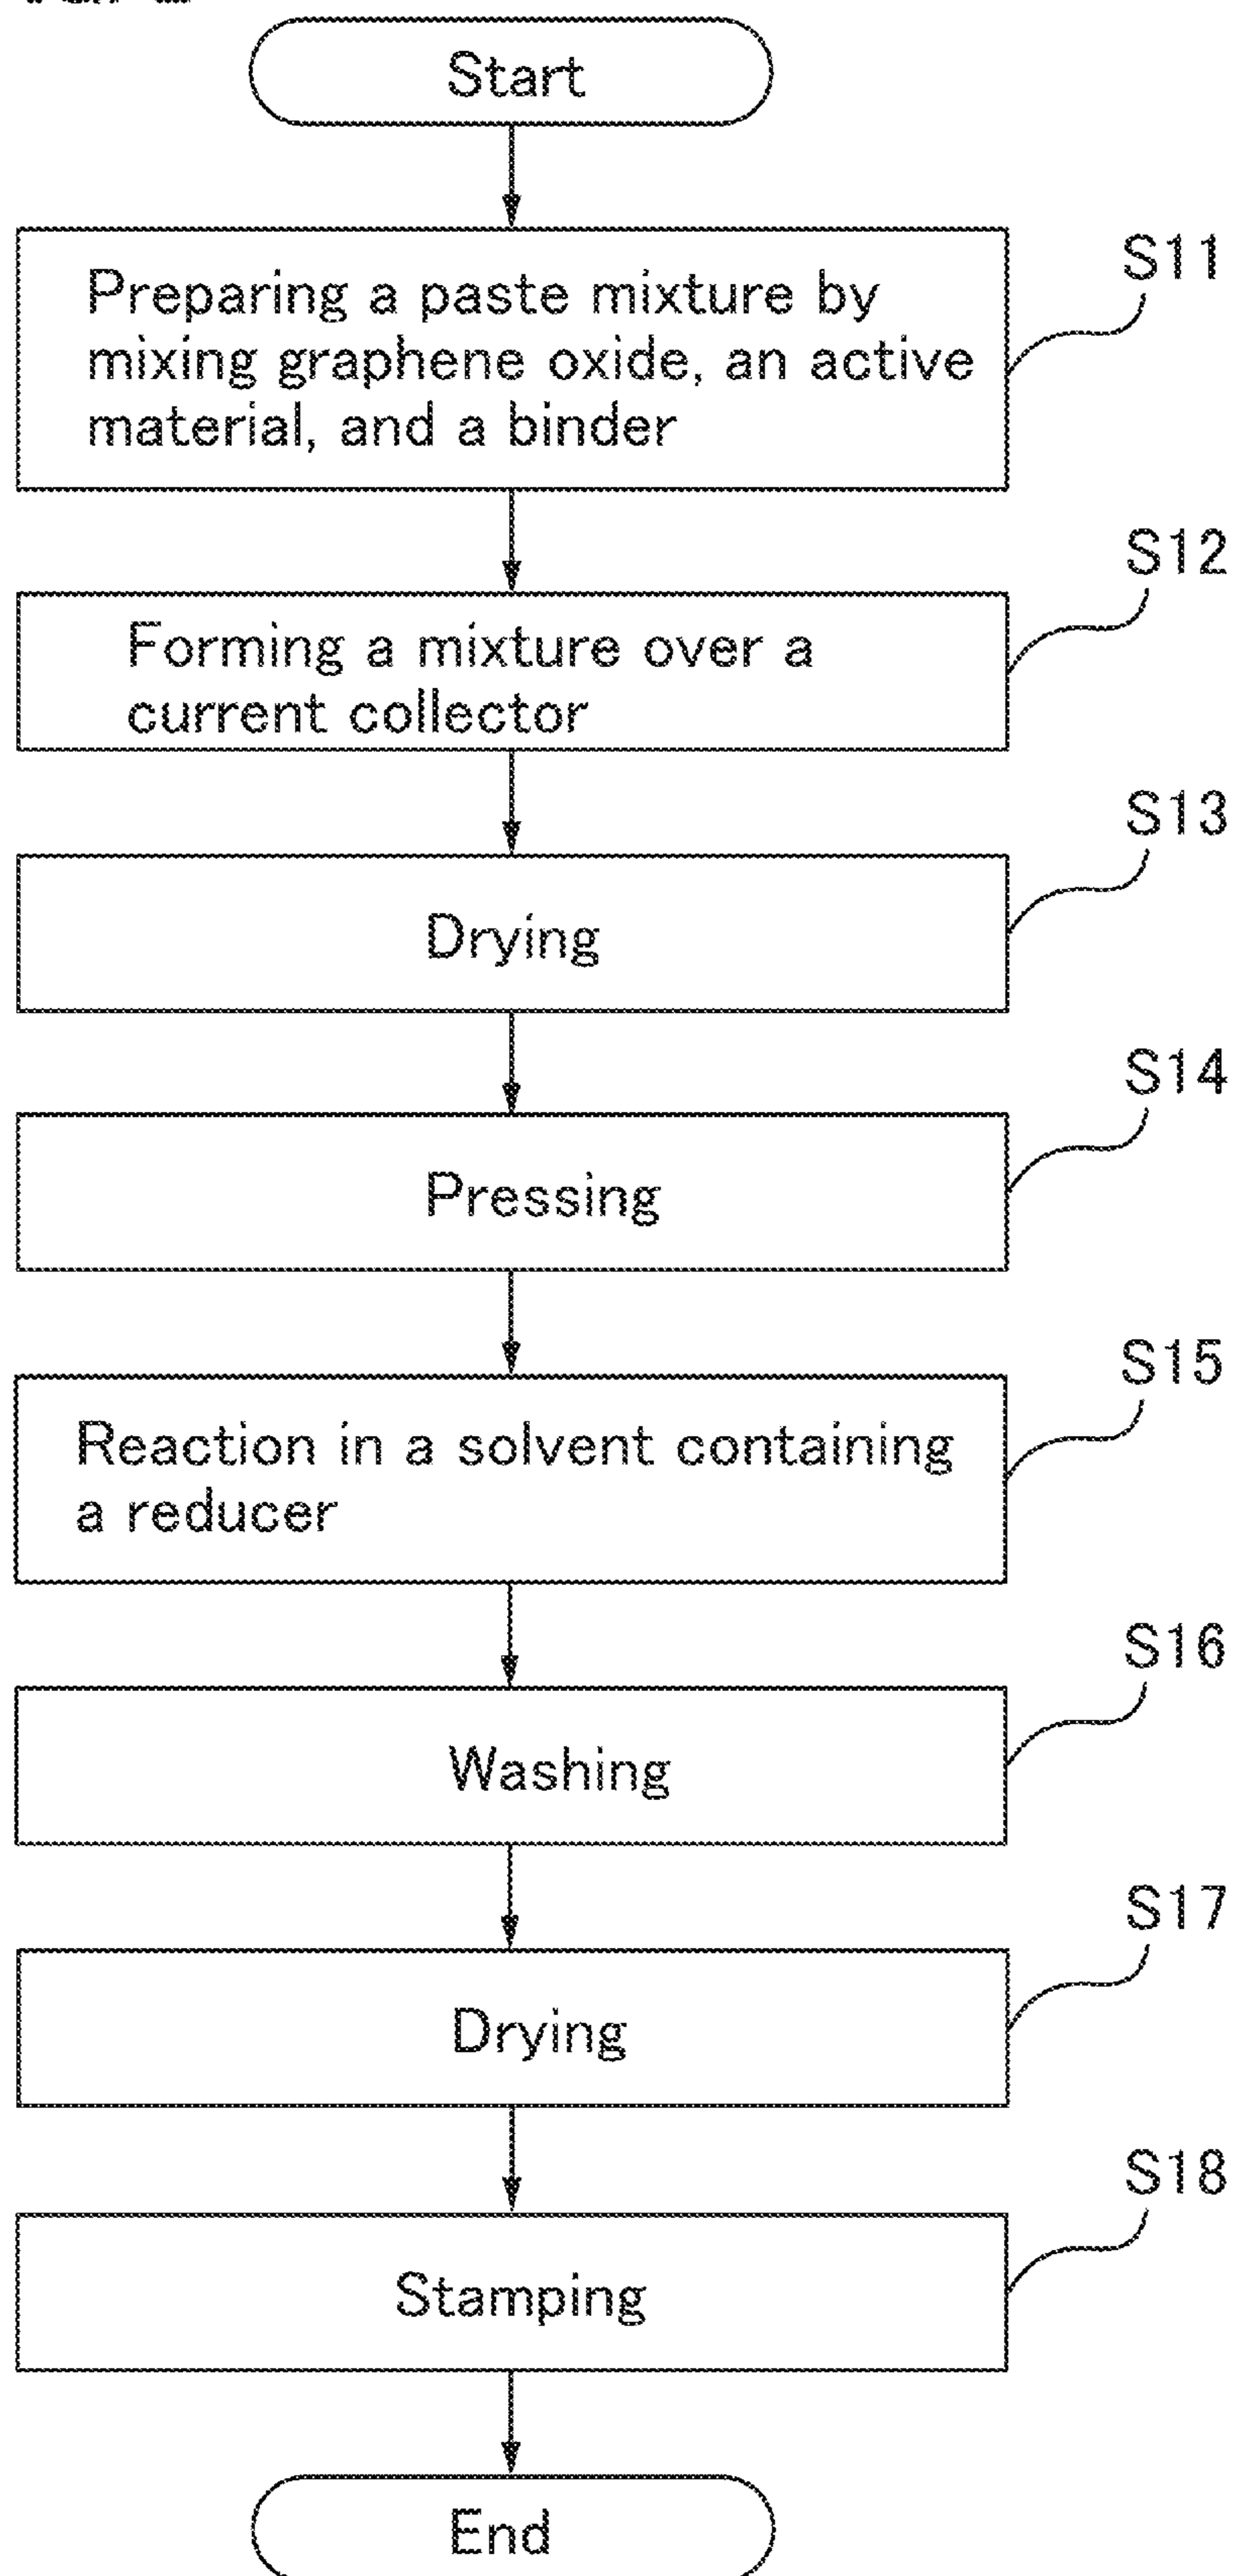 Start
Preparing a paste mixture by
mixing graphene oxide, an active
material, and a binder
S11
Forming a mixture over a
current collector
S12
Drying
S13
Pressing
S14
Reaction in a solvent containing
a reducer
S15
Washing
S16
Drying
S17
Stamping
S18
End